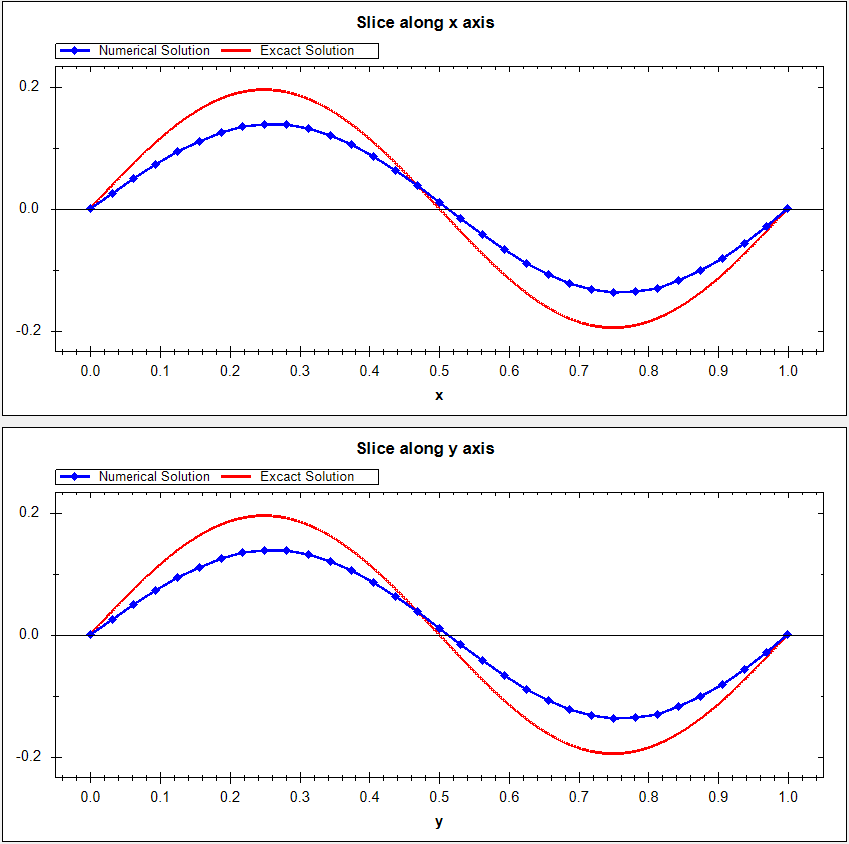 Slice along x axis
Numerical Solution Excact Solution
0.2
0.0
-0.2
0.0 0.1 0.2 0.3 0.4 0.5 0.6 0.7 0.8 0.9 1.0
x
Slice along y axis
Numerical Solution Excact Solution
0.2
0.0
-0.2
0.0 0.1 0.2 0.3 0.4 0.5 0.6 0.7 0.8 0.9 1.0
y